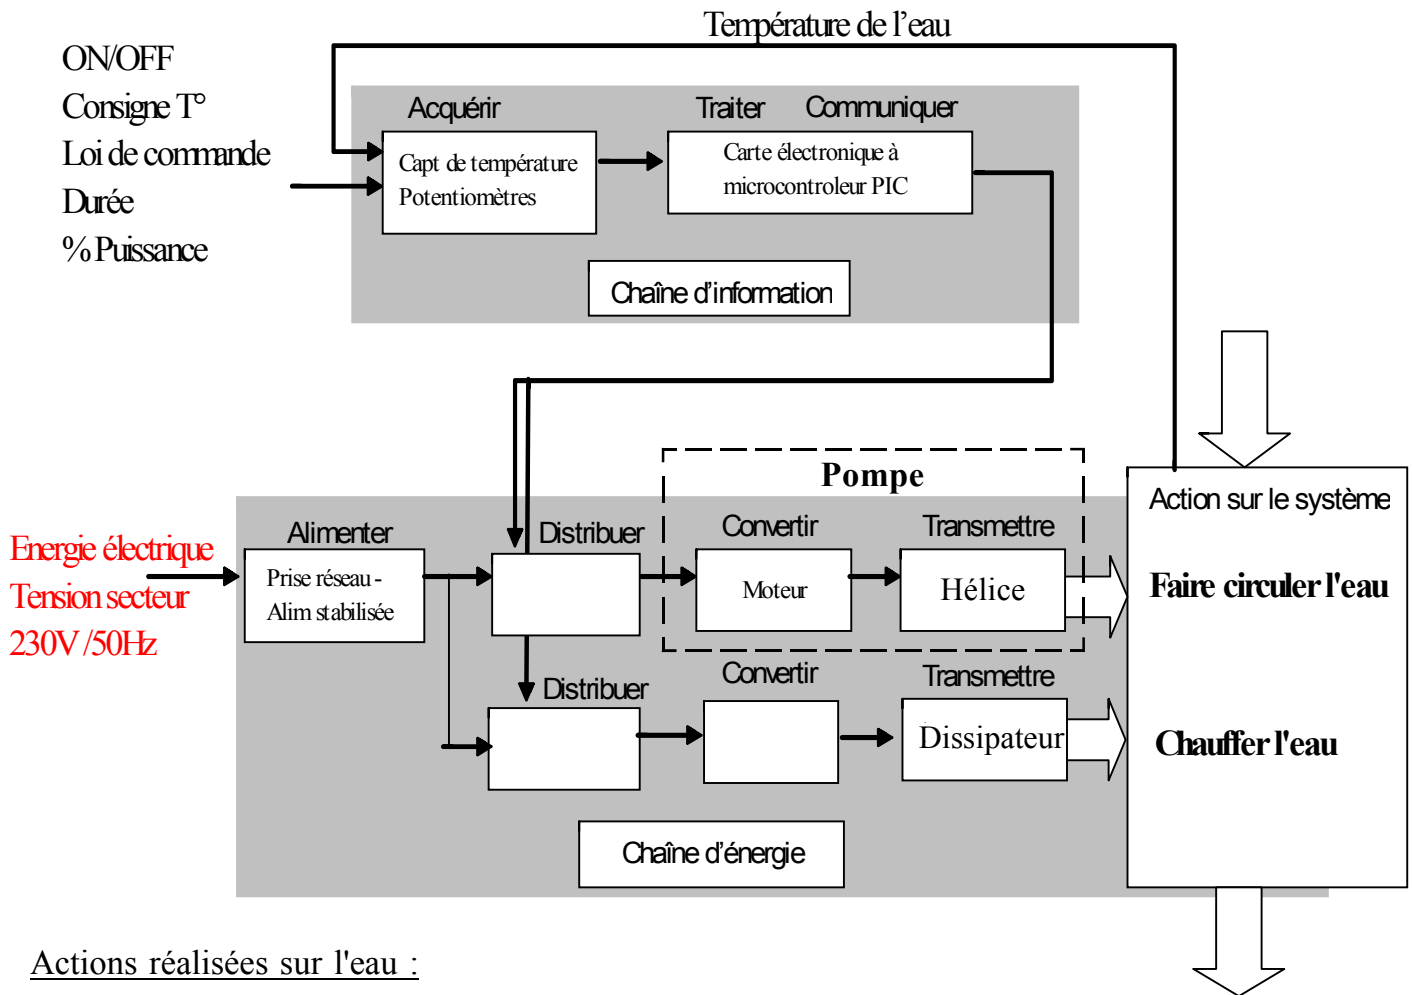 Température de l'eau
ON/OFF
Consigne T°
Loi de commande
Durée
% Puissance
Acquérir
Traiter
Communiquer
Capt de température
Potentiomètres
Carte électronique à
microcontroleur PIC
Chaîne d'information
Pompe
Action sur le système
Alimenter
Distribuer
Convertir
Transmettre
Energie électrique
Tension secteur
230V /50Hz
Prise réseau -
Alim stabilisée
Moteur
Hélice
Faire circuler l'eau
Distribuer
Convertir
Transmettre
Dissipateur
Chauffer l'eau
Chaîne d'énergie
Actions réalisées sur l'eau :